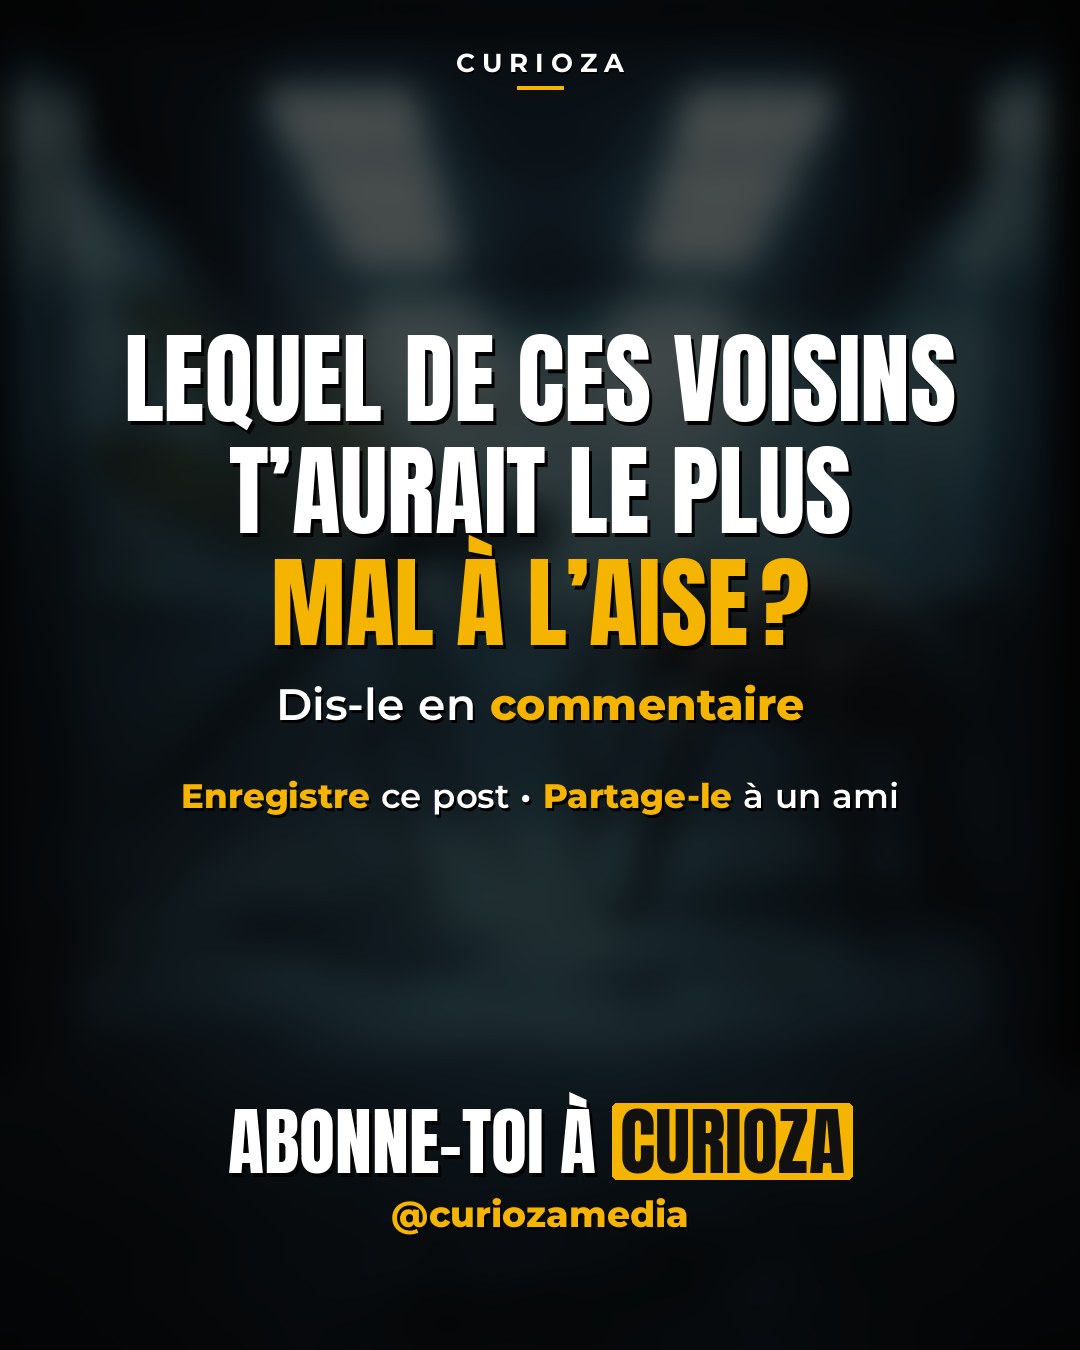 CURIOZA
LEQUEL DE CES VOISINS
T’AURAIT LE PLUS
MAL À L’AISE ?
Dis-le en commentaire
Enregistre ce post • Partage-le à un ami
ABONNE-TOI À CURIOZA
@curiozamedia